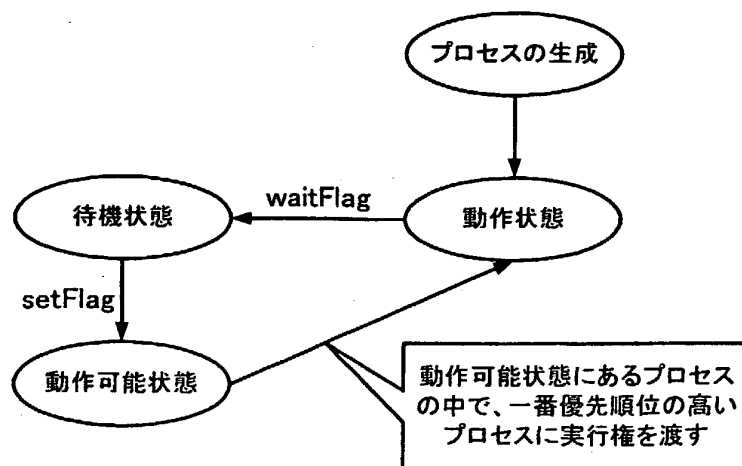 プロセスの生成
waitFlag
待機状態
動作状態
setFlag
動作可能状態
動作可能状態にあるプロセス
の中で、一番優先順位の高い
プロセスに実行権を渡す